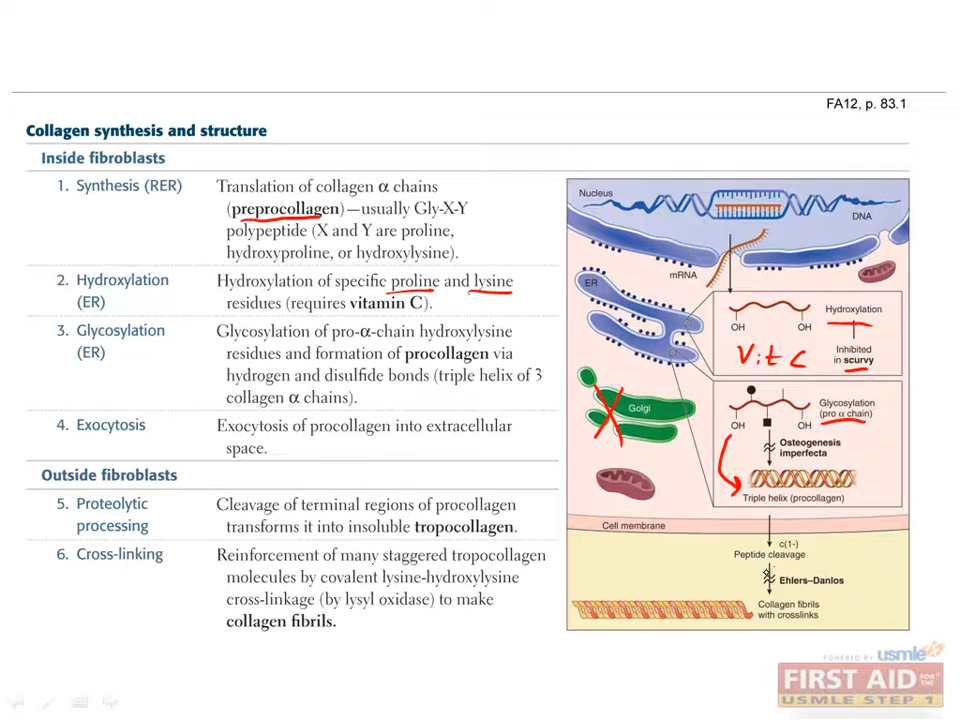 FA12, p. 83.1
Collagen synthesis and structure
Inside fibroblasts
1. Synthesis (RER)
Translation of collagen α chains
(preprocollagen)—usually Gly-X-Y
polypeptide (X and Y are proline,
hydroxyproline, or hydroxylysine).
2. Hydroxylation
(ER)
Hydroxylation of specific proline and lysine
residues (requires vitamin C).
3. Glycosylation
(ER)
Glycosylation of pro-α-chain hydroxylysine
residues and formation of procollagen via
hydrogen and disulfide bonds (triple helix of 3
collagen α chains).
4. Exocytosis
Exocytosis of procollagen into extracellular
space.
Outside fibroblasts
5. Proteolytic
processing
Cleavage of terminal regions of procollagen
transforms it into insoluble tropocollagen.
6. Cross-linking
Reinforcement of many staggered tropocollagen
molecules by covalent lysine-hydroxylysine
cross-linkage (by lysyl oxidase) to make
collagen fibrils.
Nucleus
DNA
mRNA
ER
Hydroxylation
OH OH
Vit C
Inhibited
in scurvy
Golgi
Glycosylation
(pro α chain)
OH OH
Osteogenesis
imperfecta
Triple helix (procollagen)
Cell membrane
c(1-)
Peptide cleavage
Ehlers–Danlos
Collagen fibrils
with crosslinks
POWERED BY usmle
FIRST AID FOR THE
USMLE STEP 1